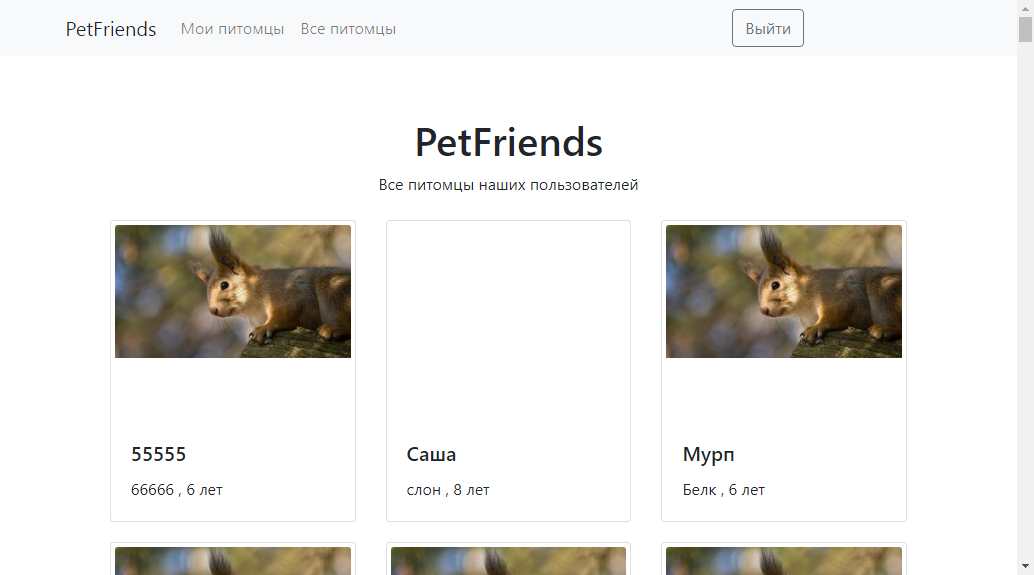 PetFriends Мои питомцы Все питомцы Выйти
PetFriends
Все питомцы наших пользователей
55555 Саша Мурп
66666 , 6 лет слон , 8 лет Белк , 6 лет